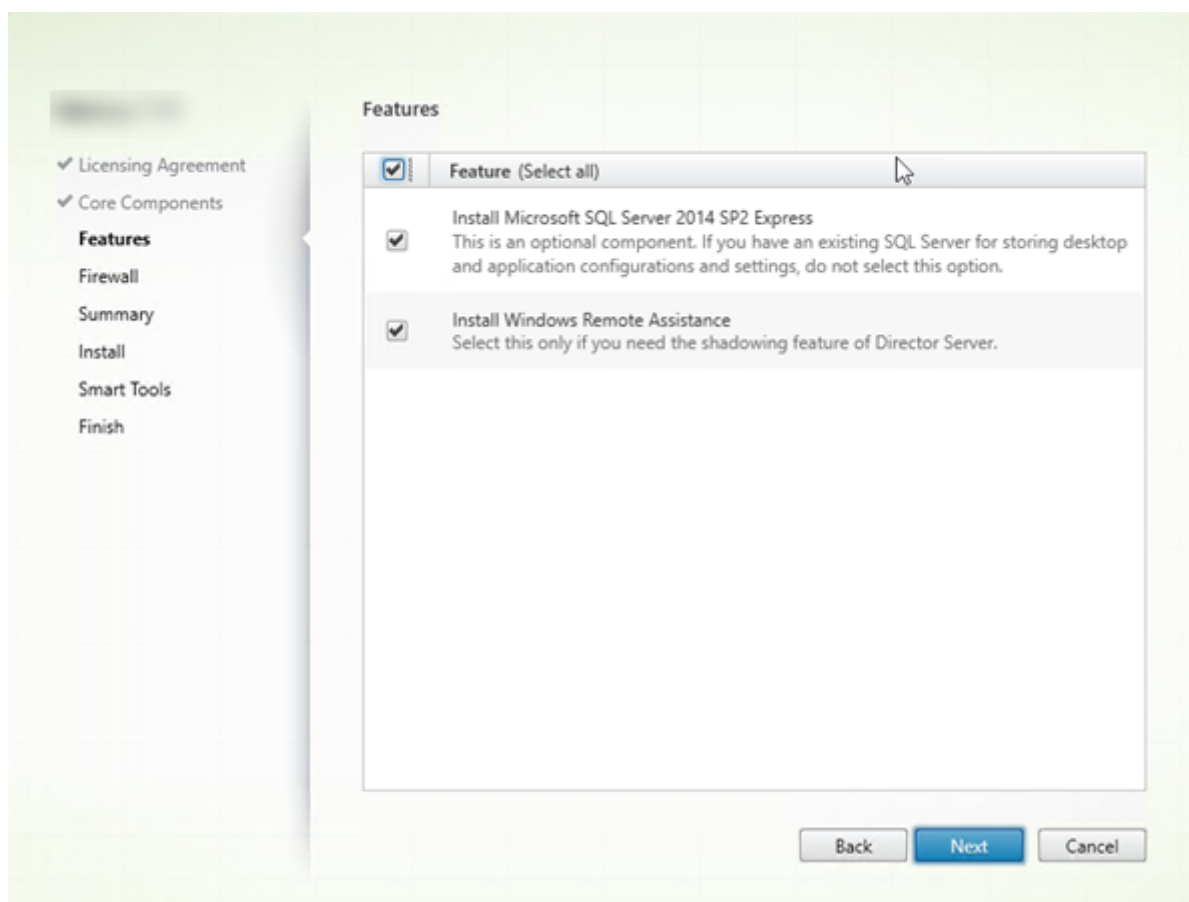 Features
✔ Licensing Agreement
✔ Core Components
Features
Firewall
Summary
Install
Smart Tools
Finish
Feature (Select all)
Install Microsoft SQL Server 2014 SP2 Express
This is an optional component. If you have an existing SQL Server for storing desktop
and application configurations and settings, do not select this option.
Install Windows Remote Assistance
Select this only if you need the shadowing feature of Director Server.
Back Next Cancel